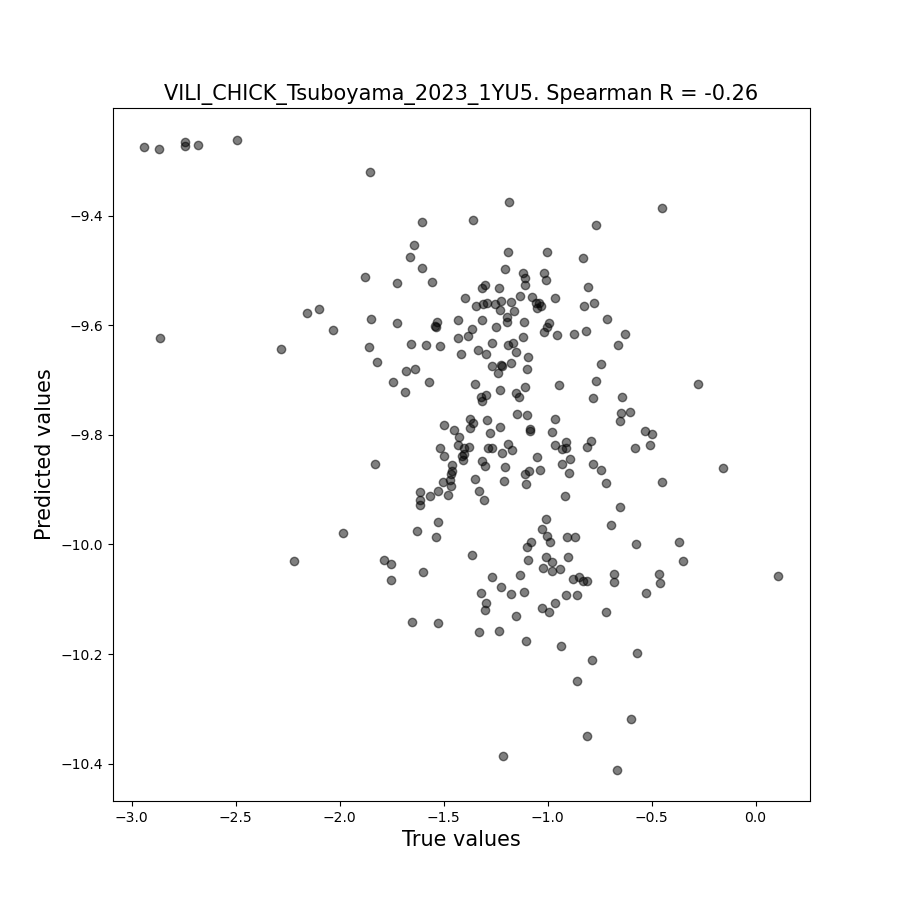 VILI_CHICK_Tsuboyama_2023_1YU5. Spearman R = -0.26
Predicted values
−9.4
−9.6
−9.8
−10.0
−10.2
−10.4
−3.0 −2.5 −2.0 −1.5 −1.0 −0.5 0.0
True values